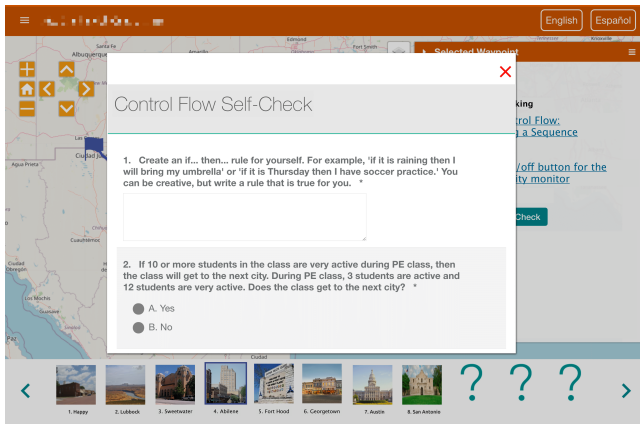 English
Español
Santa Fe
Albuquerque
Amarillo
Edmond
Fort Smith
Selected Waypoint
king
Control Flow Self-Check
trol Flow:
g a Sequence
Agua Prieta
Ciudad Ju
1. Create an if... then... rule for yourself. For example, 'if it is raining then I
will bring my umbrella' or 'if it is Thursday then I have soccer practice.' You
can be creative, but write a rule that is true for you. *
/off button for the
ity monitor
Check
Cuauhtémoc
Ciudad
Obregón
2. If 10 or more students in the class are very active during PE class, then
the class will get to the next city. During PE class, 3 students are active and
12 students are very active. Does the class get to the next city? *
A. Yes
B. No
Los Mochis
Guasave
Paz
Ciudad
1. Happy
2. Lubbock
3. Sweetwater
4. Abilene
5. Fort Hood
6. Georgetown
7. Austin
8. San Antonio
? ? ?